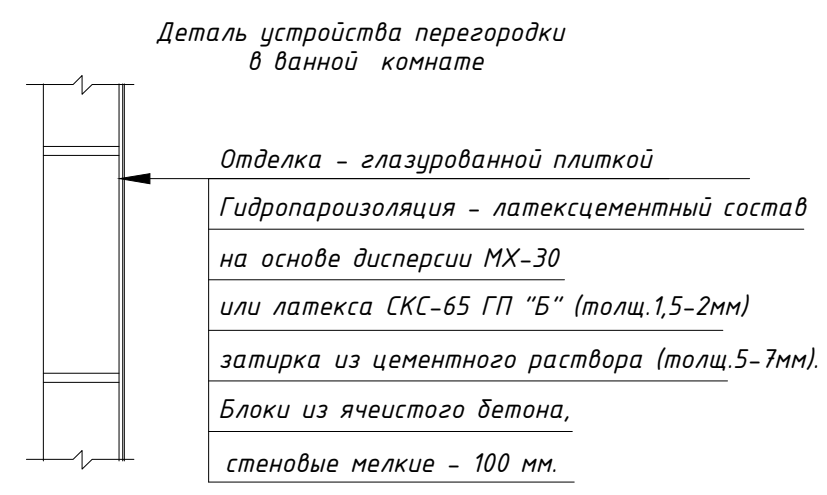 Деталь устройства перегородки
в ванной комнате
Отделка - глазурованной плиткой
Гидропароизоляция - латексцементный состав
на основе дисперсии МХ-30
или латекса СКС-65 ГП "Б" (толщ.1,5-2мм)
затирка из цементного раствора (толщ.5-7мм).
Блоки из ячеистого бетона,
стеновые мелкие - 100 мм.